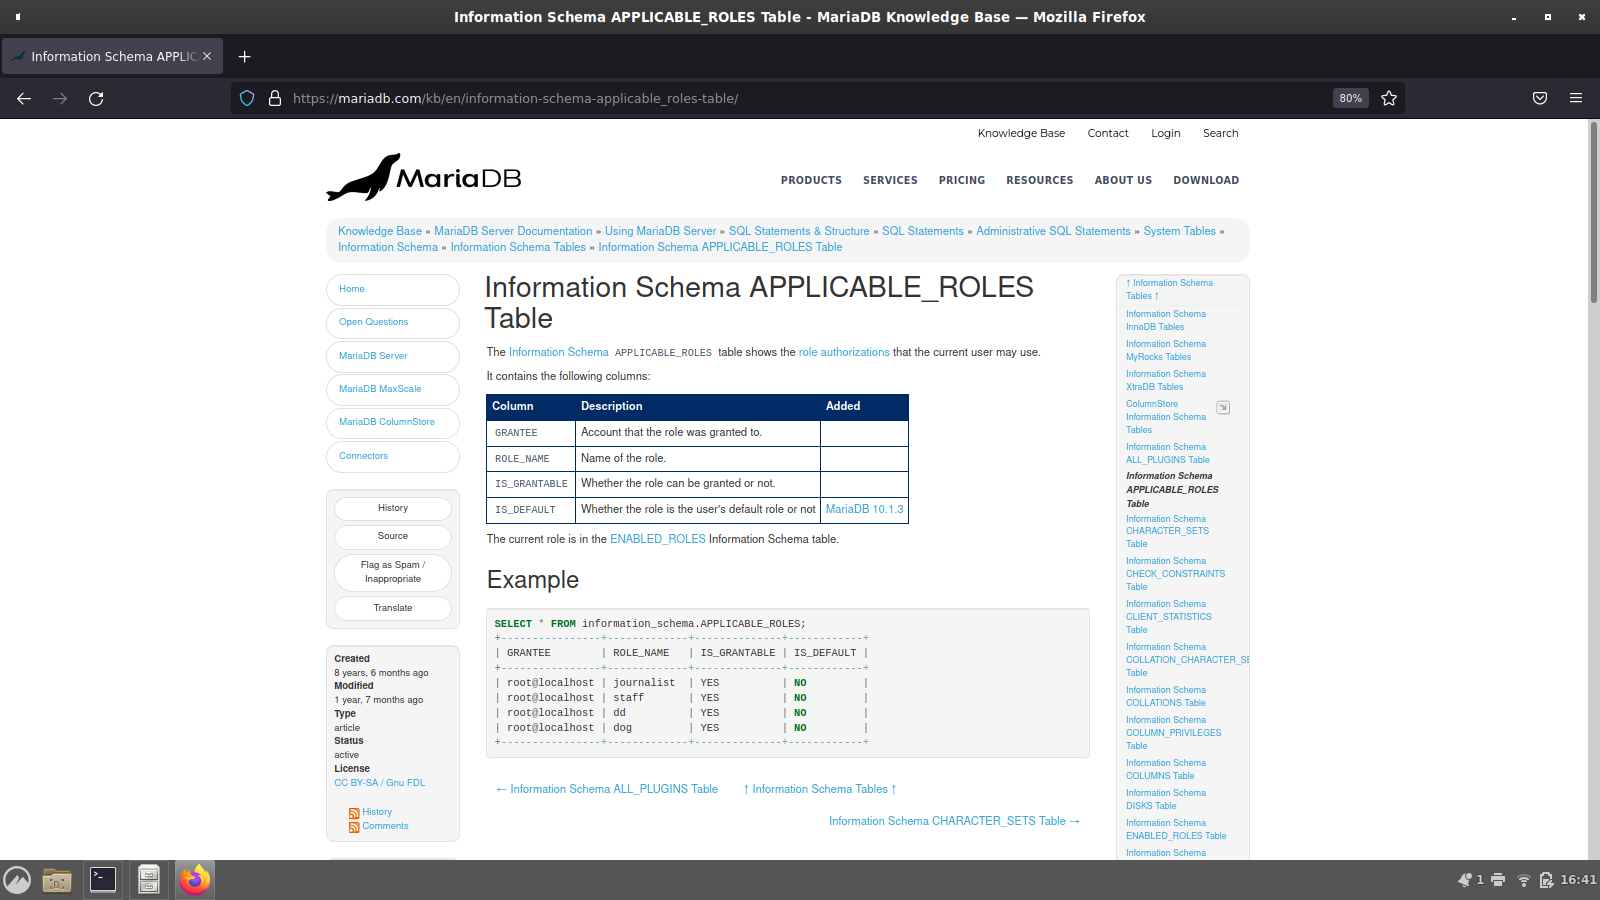 Information Schema APPLICABLE_ROLES Table - MariaDB Knowledge Base — Mozilla Firefox
Information Schema APPLIC
https://mariadb.com/kb/en/information-schema-applicable_roles-table/
80%
Knowledge Base Contact Login Search
MariaDB
PRODUCTS SERVICES PRICING RESOURCES ABOUT US DOWNLOAD
Knowledge Base » MariaDB Server Documentation » Using MariaDB Server » SQL Statements & Structure » SQL Statements » Administrative SQL Statements » System Tables »
Information Schema » Information Schema Tables » Information Schema APPLICABLE_ROLES Table
Home
Open Questions
MariaDB Server
MariaDB MaxScale
MariaDB ColumnStore
Connectors
History
Source
Flag as Spam /
Inappropriate
Translate
Created
8 years, 6 months ago
Modified
1 year, 7 months ago
Type
article
Status
active
License
CC BY-SA / Gnu FDL
History
Comments
Information Schema APPLICABLE_ROLES
Table
The Information Schema APPLICABLE_ROLES table shows the role authorizations that the current user may use.
It contains the following columns:
Column Description Added
GRANTEE Account that the role was granted to.
ROLE_NAME Name of the role.
IS_GRANTABLE Whether the role can be granted or not.
IS_DEFAULT Whether the role is the user's default role or not MariaDB 10.1.3
The current role is in the ENABLED_ROLES Information Schema table.
Example
SELECT * FROM information_schema.APPLICABLE_ROLES;
+----------------+-------------+--------------+------------+
| GRANTEE        | ROLE_NAME   | IS_GRANTABLE | IS_DEFAULT |
+----------------+-------------+--------------+------------+
| root@localhost | journalist  | YES          | NO         |
| root@localhost | staff       | YES          | NO         |
| root@localhost | dd          | YES          | NO         |
| root@localhost | dog         | YES          | NO         |
+----------------+-------------+--------------+------------+
← Information Schema ALL_PLUGINS Table ↑ Information Schema Tables ↑
Information Schema CHARACTER_SETS Table →
↑ Information Schema
Tables ↑
Information Schema
InnoDB Tables
Information Schema
MyRocks Tables
Information Schema
XtraDB Tables
ColumnStore
Information Schema
Tables
Information Schema
ALL_PLUGINS Table
Information Schema
APPLICABLE_ROLES
Table
Information Schema
CHARACTER_SETS
Table
Information Schema
CHECK_CONSTRAINTS
Table
Information Schema
CLIENT_STATISTICS
Table
Information Schema
COLLATION_CHARACTER_SE
Table
Information Schema
COLLATIONS Table
Information Schema
COLUMN_PRIVILEGES
Table
Information Schema
COLUMNS Table
Information Schema
DISKS Table
Information Schema
ENABLED_ROLES Table
Information Schema
1 16:41